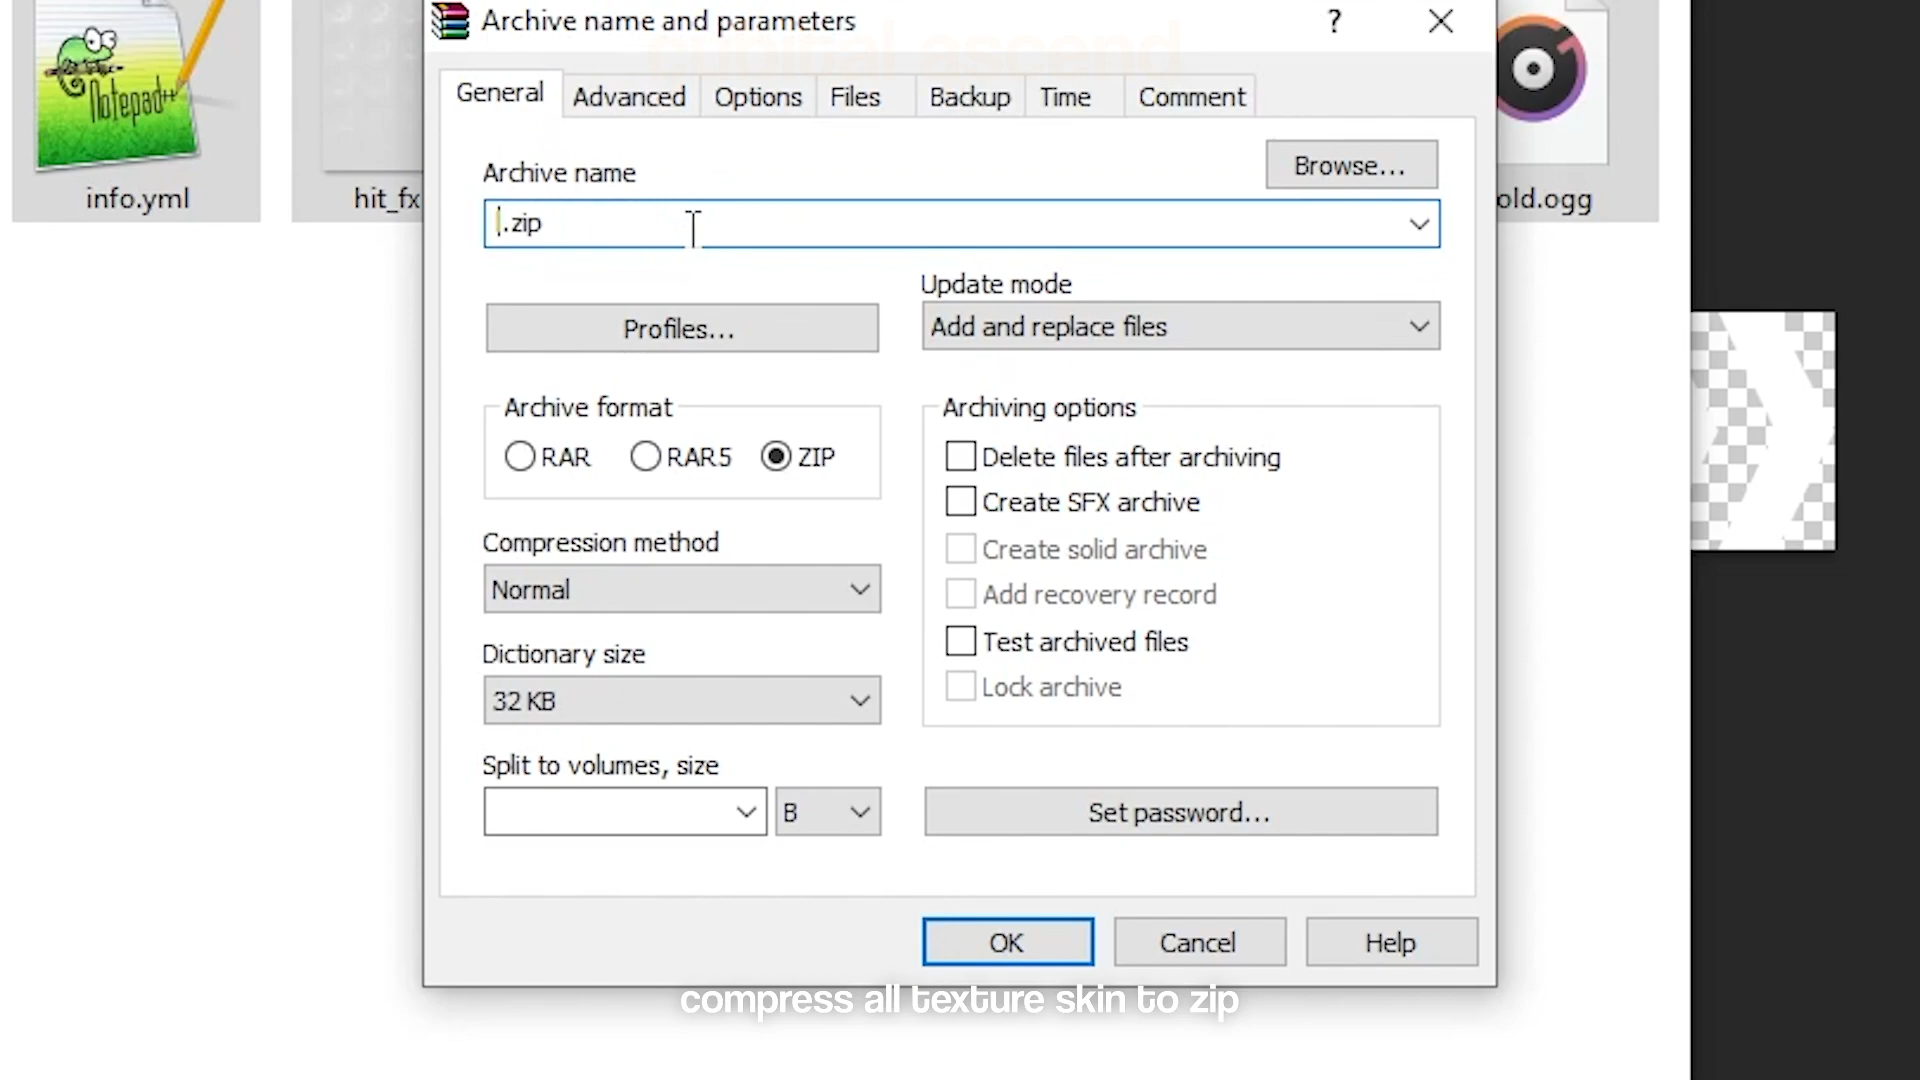 Archive name and parameters
?
General
Advanced
Options
Files
Backup
Time
Comment
Notepad++
info.yml
hit_fx
old.ogg
Archive name
Browse...
.zip
Update mode
Profiles...
Add and replace files
Archive format
RAR
RAR5
ZIP
Archiving options
Delete files after archiving
Create SFX archive
Create solid archive
Add recovery record
Test archived files
Lock archive
Compression method
Normal
Dictionary size
32 KB
Split to volumes, size
B
Set password...
OK
Cancel
Help
compress all texture skin to zip